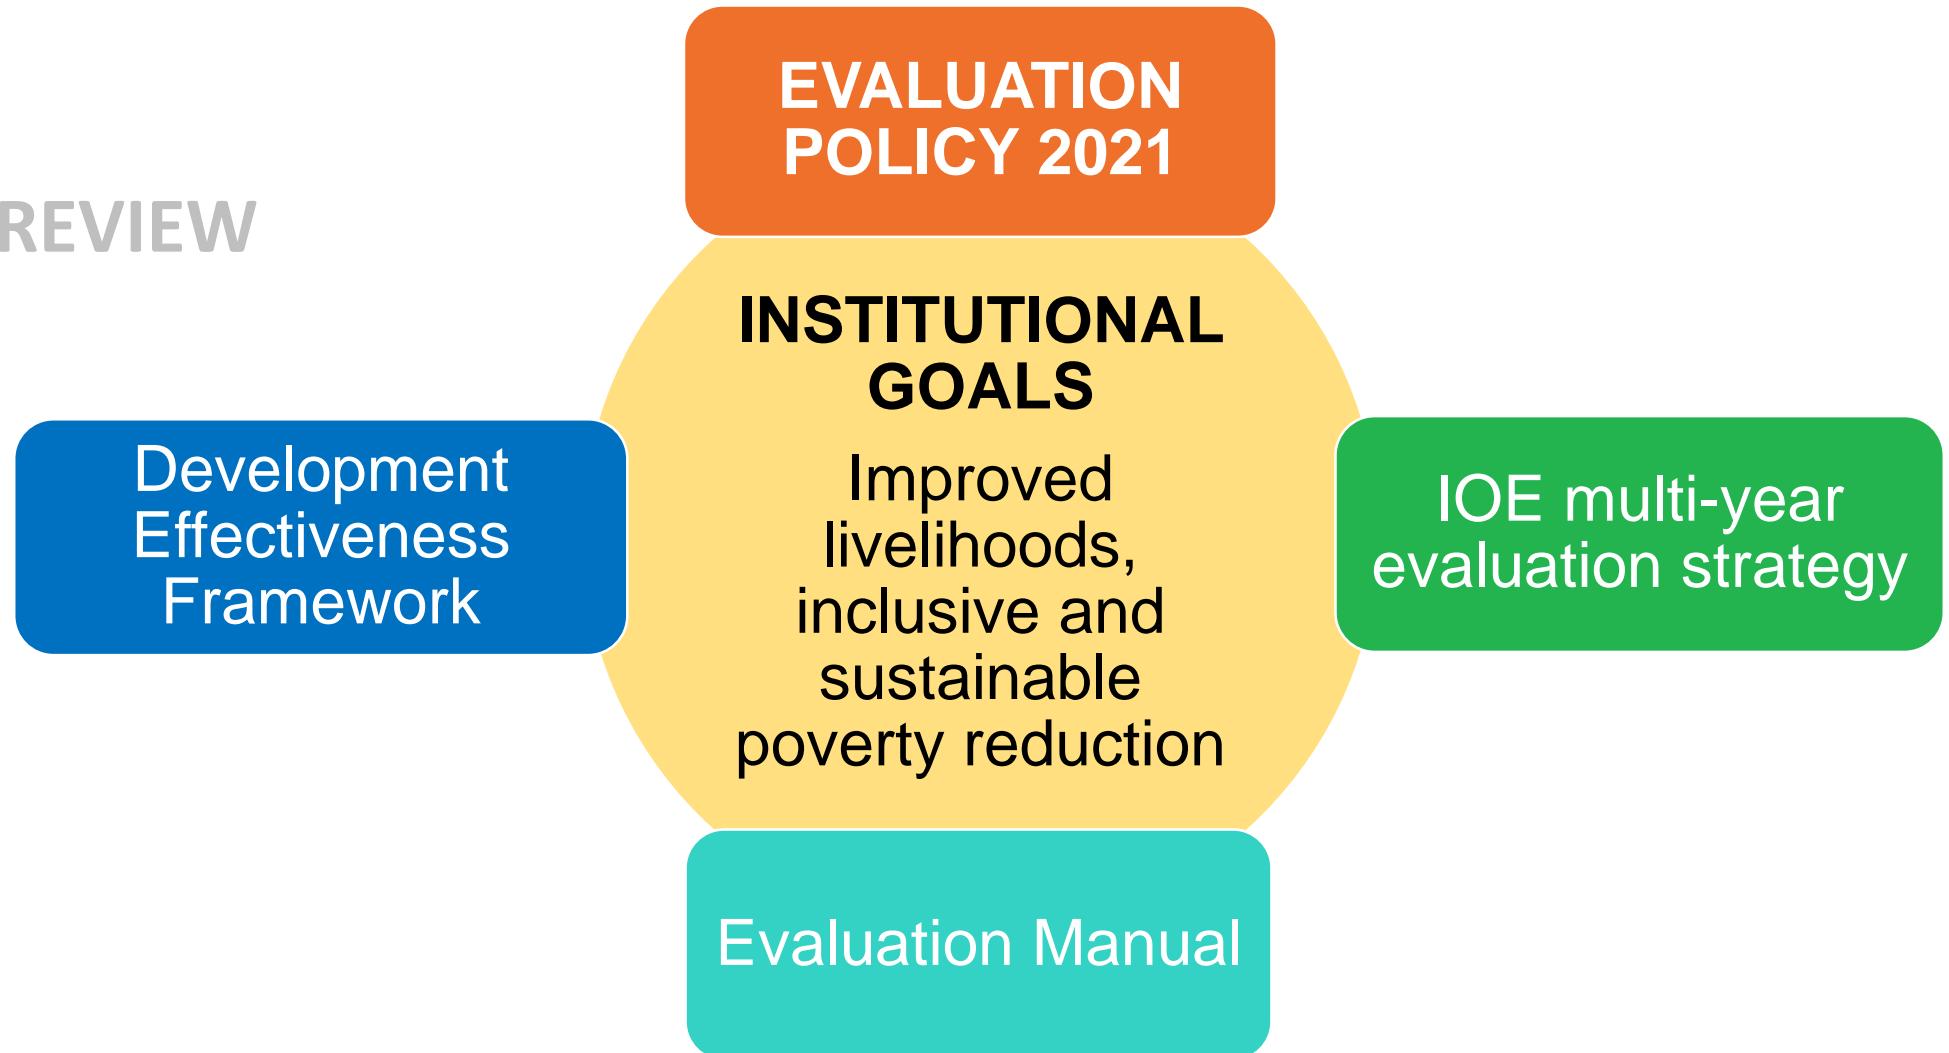 EVALUATION
POLICY 2021
REVIEW
INSTITUTIONAL
GOALS
Improved
livelihoods,
inclusive and
sustainable
poverty reduction
Development
Effectiveness
Framework
IOE multi-year
evaluation strategy
Evaluation Manual